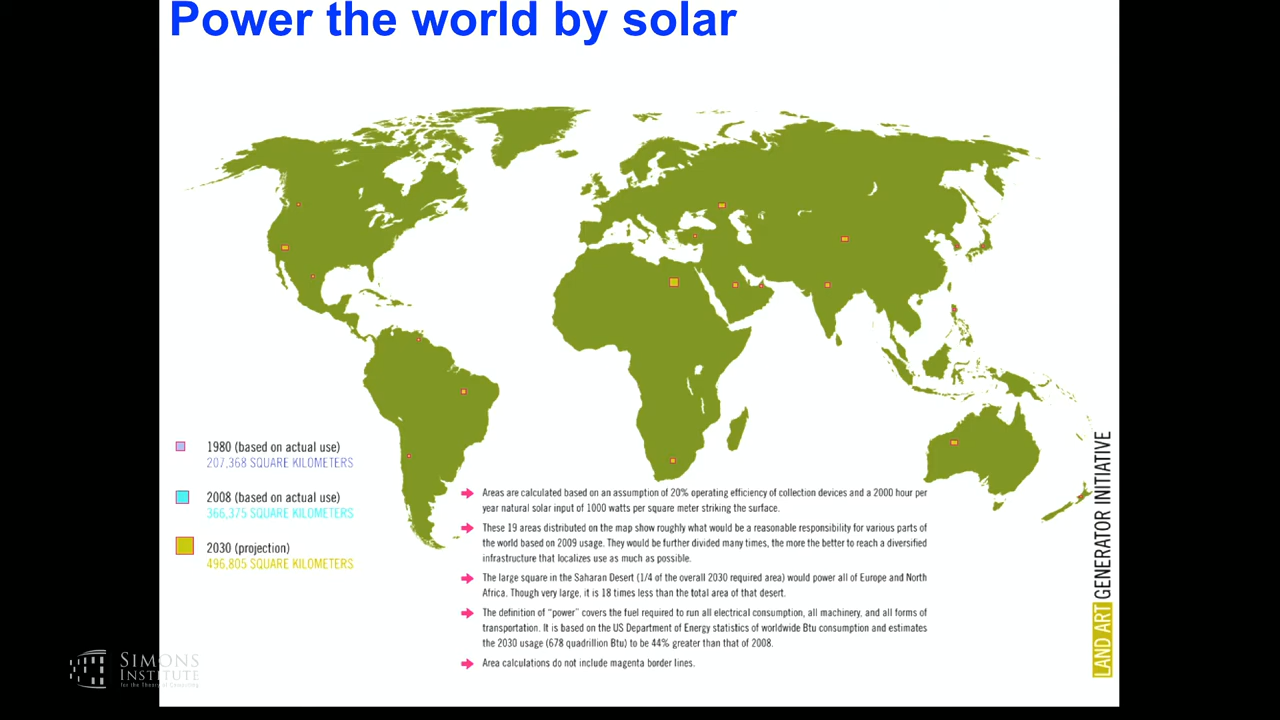 Power the world by solar
1980 (based on actual use)
207,368 SQUARE KILOMETERS
2008 (based on actual use)
366,375 SQUARE KILOMETERS
2030 (projection)
496,805 SQUARE KILOMETERS
Areas are calculated based on an assumption of 20% operating efficiency of collection devices and a 2000 hour per
year natural solar input of 1000 watts per square meter striking the surface.
These 19 areas distributed on the map show roughly what would be a reasonable responsibility for various parts of
the world based on 2009 usage. They would be further divided many times, the more the better to reach a diversified
infrastructure that localizes use as much as possible.
The large square in the Saharan Desert (1/4 of the overall 2030 required area) would power all of Europe and North
Africa. Though very large, it is 18 times less than the total area of that desert.
The definition of “power” covers the fuel required to run all electrical consumption, all machinery, and all forms of
transportation. It is based on the US Department of Energy statistics of worldwide Btu consumption and estimates
the 2030 usage (678 quadrillion Btu) to be 44% greater than that of 2008.
Area calculations do not include magenta border lines.
LAND ART GENERATOR INITIATIVE
SIMONS
INSTITUTE
for the Theory of Computing